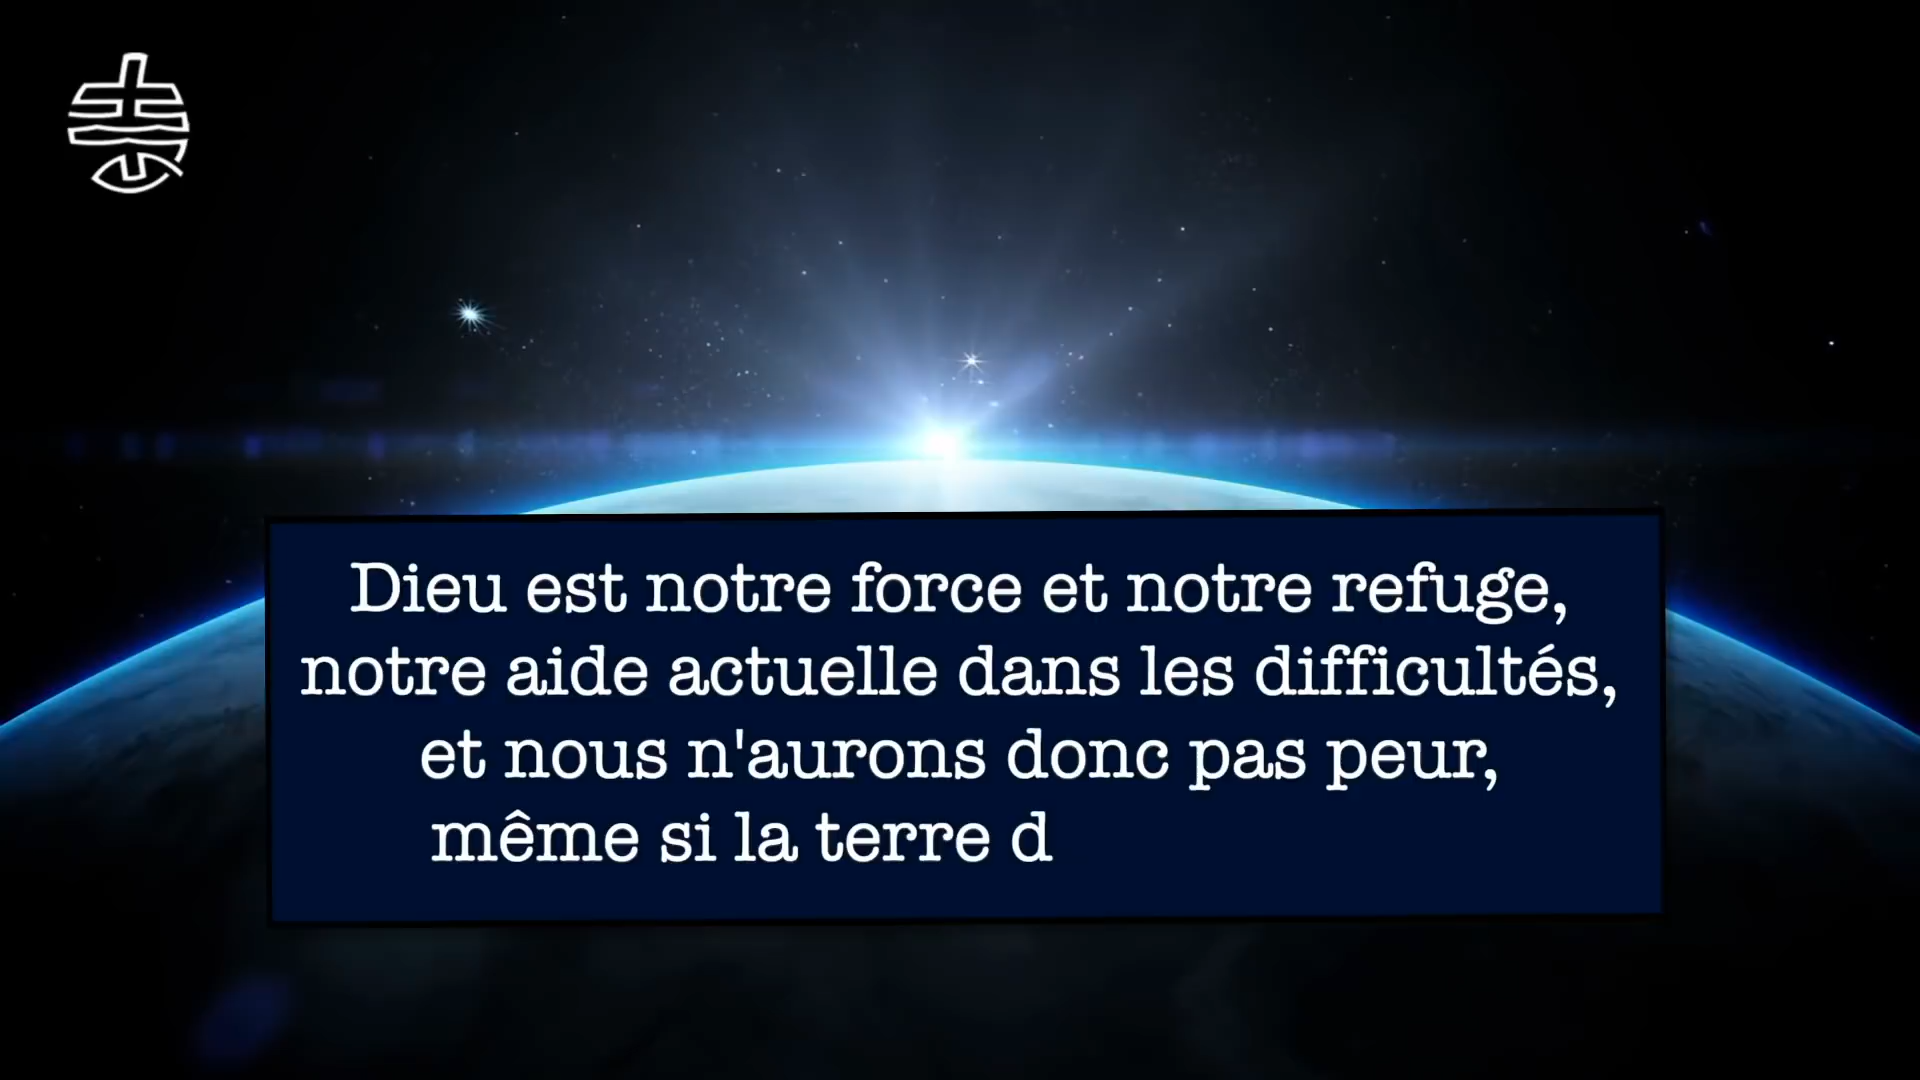 Dieu est notre force et notre refuge,
notre aide actuelle dans les difficultés,
et nous n'aurons donc pas peur,
même si la terre d